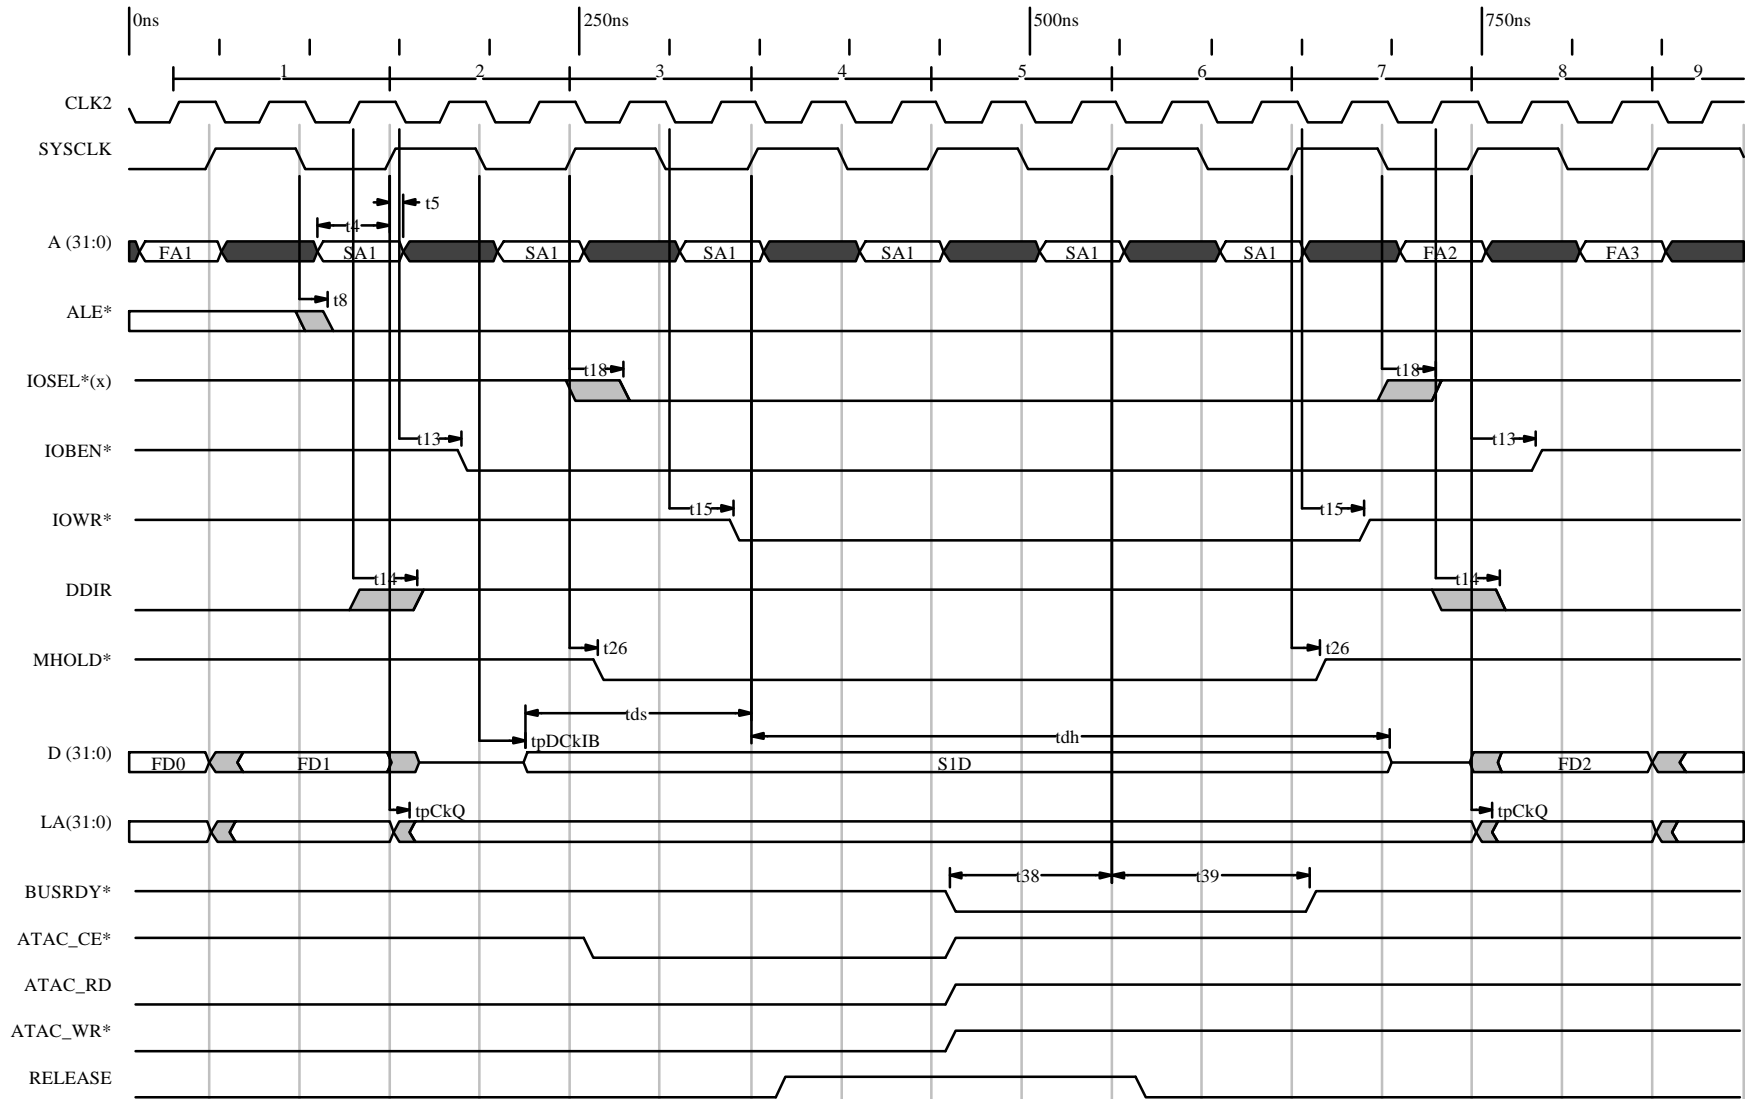 0ns 250ns 500ns 750ns
1 2 3 4 5 6 7 8 9
CLK2
SYSCLK
t5
t4
A (31:0) FA1 SA1 SA1 SA1 SA1 SA1 SA1 FA2 FA3
t8
ALE*
t18 t18
IOSEL*(x)
t13 t13
IOBEN*
t15 t15
IOWR*
t14 t14
DDIR
t26 t26
MHOLD*
tds
tpDCkIB tdh
D (31:0) FD0 FD1 S1D FD2
tpCkQ tpCkQ
LA(31:0)
t38 t39
BUSRDY*
ATAC_CE*
ATAC_RD
ATAC_WR*
RELEASE